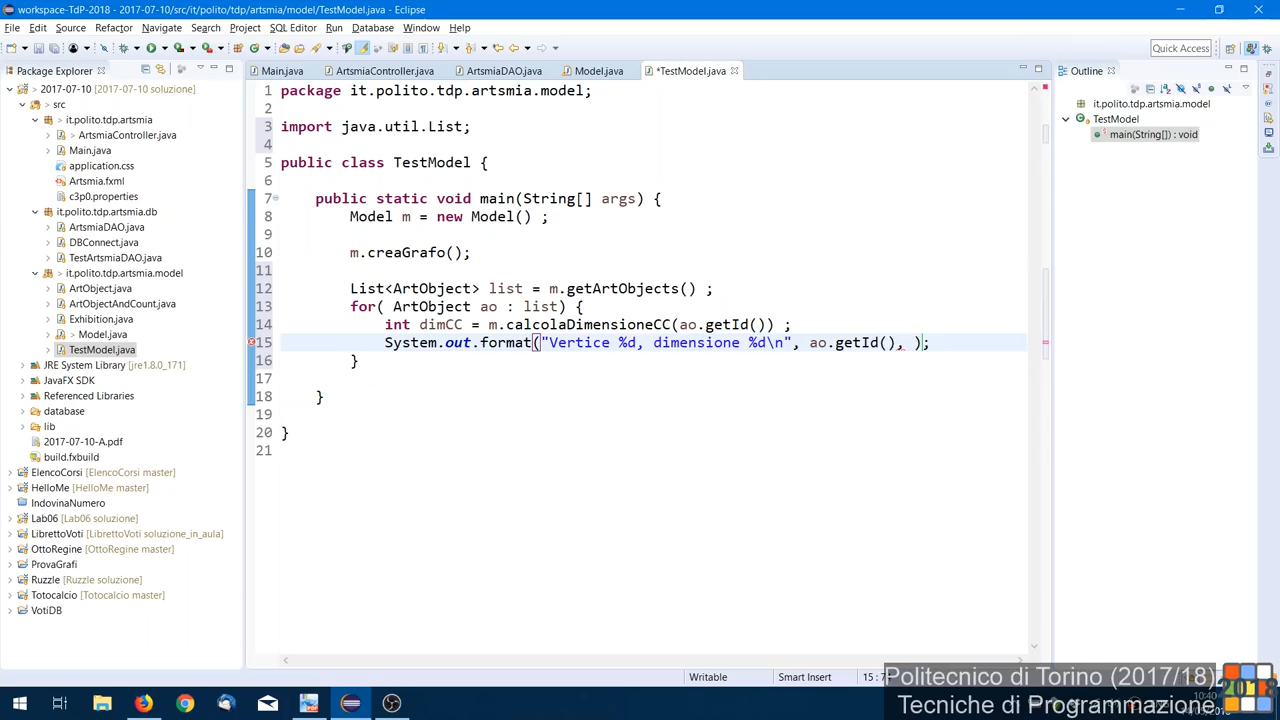 workspace-TdP-2018 - 2017-07-10/src/it/polito/tdp/artsmia/model/TestModel.java - Eclipse
File Edit Source Refactor Navigate Search Project SQL Editor Run Database Window Help
Quick Access
Package Explorer
Main.java ArtsmiaController.java ArtsmiaDAO.java Model.java *TestModel.java
Outline
2017-07-10 [2017-07-10 soluzione]
src
it.polito.tdp.artsmia
> ArtsmiaController.java
Main.java
application.css
Artsmia.fxml
c3p0.properties
it.polito.tdp.artsmia.db
ArtsmiaDAO.java
DBConnect.java
TestArtsmiaDAO.java
> it.polito.tdp.artsmia.model
ArtObject.java
ArtObjectAndCount.java
Exhibition.java
> Model.java
TestModel.java
JRE System Library [jre1.8.0_171]
JavaFX SDK
Referenced Libraries
database
lib
2017-07-10-A.pdf
build.fxbuild
ElencoCorsi [ElencoCorsi master]
HelloMe [HelloMe master]
IndovinaNumero
Lab06 [Lab06 soluzione]
LibrettoVoti [LibrettoVoti soluzione_in_aula]
OttoRegine [OttoRegine master]
ProvaGrafi
Ruzzle [Ruzzle soluzione]
Totocalcio [Totocalcio master]
VotiDB
1 package it.polito.tdp.artsmia.model;
2
3 import java.util.List;
4
5 public class TestModel {
6
7 public static void main(String[] args) {
8 Model m = new Model() ;
9
10 m.creaGrafo();
11
12 List<ArtObject> list = m.getArtObjects() ;
13 for( ArtObject ao : list) {
14 int dimCC = m.calcolaDimensioneCC(ao.getId()) ;
15 System.out.format("Vertice %d, dimensione %d\n", ao.getId(), );
16 }
17
18 }
19
20 }
21
it.polito.tdp.artsmia.model
TestModel
main(String[]) : void
Writable Smart Insert
Politecnico di Torino (2017/18)
Tecniche di Programmazione
2018
10:40